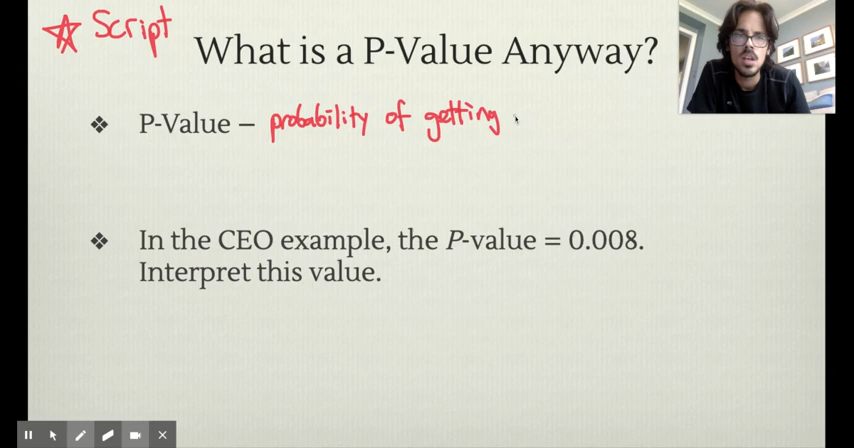 ☆ Script
What is a P-Value Anyway?
❖ P-Value – probability of getting
❖ In the CEO example, the P-value = 0.008.
Interpret this value.